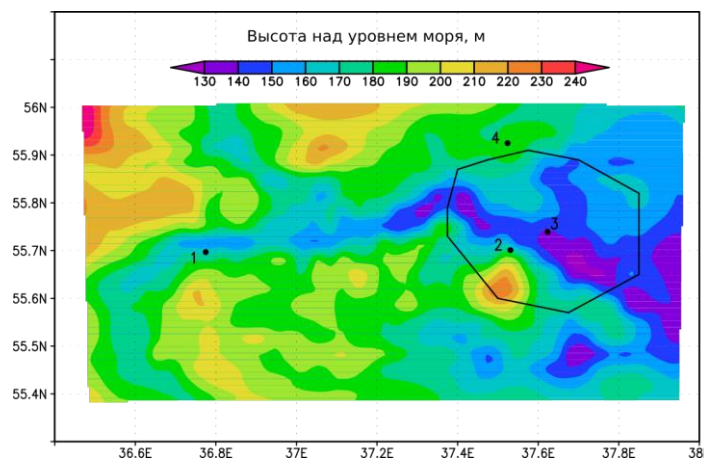 Высота над уровнем моря, м
130 140 150 160 170 180 190 200 210 220 230 240
56N
55.9N
55.8N
55.7N
55.6N
55.5N
55.4N
4
3
2
1
36.6E 36.8E 37E 37.2E 37.4E 37.6E 37.8E 38